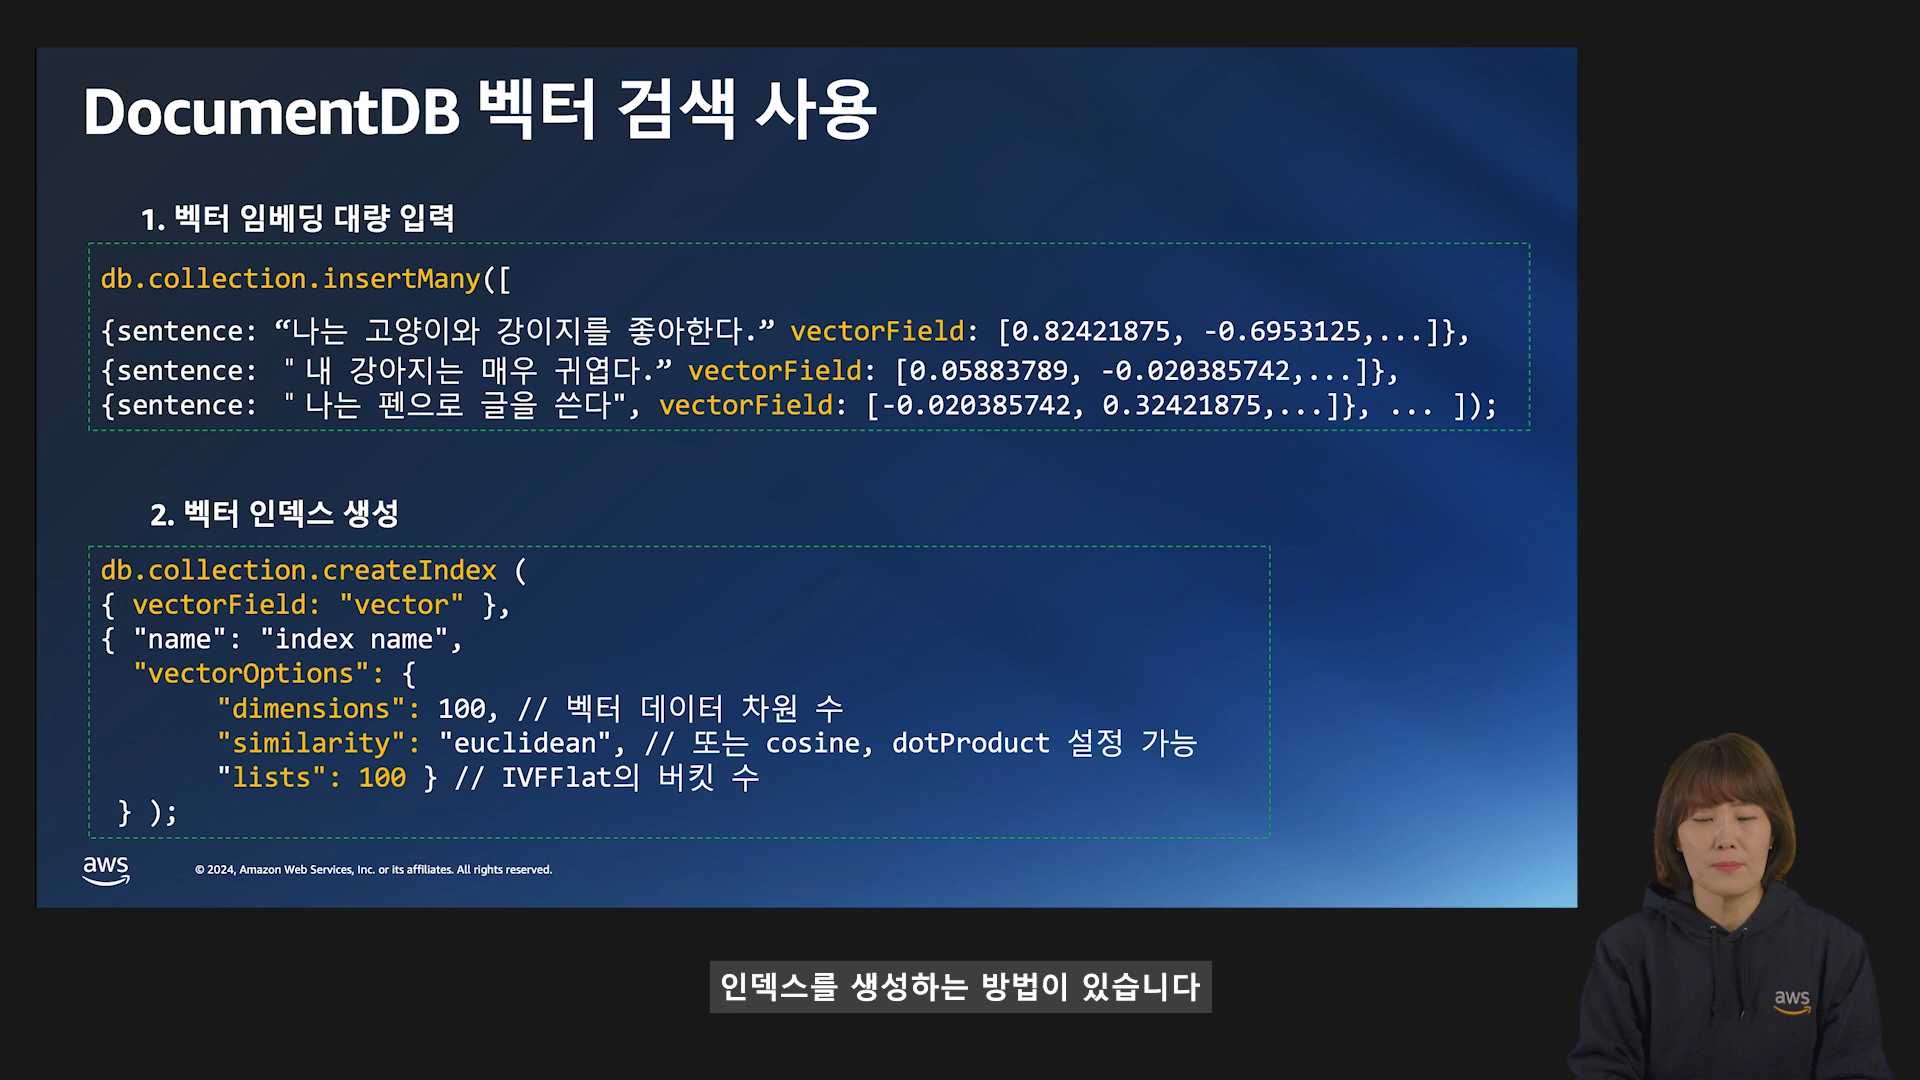 DocumentDB 벡터 검색 사용
1. 벡터 임베딩 대량 입력
db.collection.insertMany([
{sentence: “나는 고양이와 강이지를 좋아한다.” vectorField: [0.82421875, -0.6953125,...]},
{sentence: "내 강아지는 매우 귀엽다.” vectorField: [0.05883789, -0.020385742,...]},
{sentence: "나는 펜으로 글을 쓴다", vectorField: [-0.020385742, 0.32421875,...]}, ... ]);
2. 벡터 인덱스 생성
db.collection.createIndex (
{ vectorField: "vector" },
{ "name": "index name",
"vectorOptions": {
"dimensions": 100, // 벡터 데이터 차원 수
"similarity": "euclidean", // 또는 cosine, dotProduct 설정 가능
"lists": 100 } // IVFFlat의 버킷 수
} );
aws
© 2024, Amazon Web Services, Inc. or its affiliates. All rights reserved.
aws
인덱스를 생성하는 방법이 있습니다